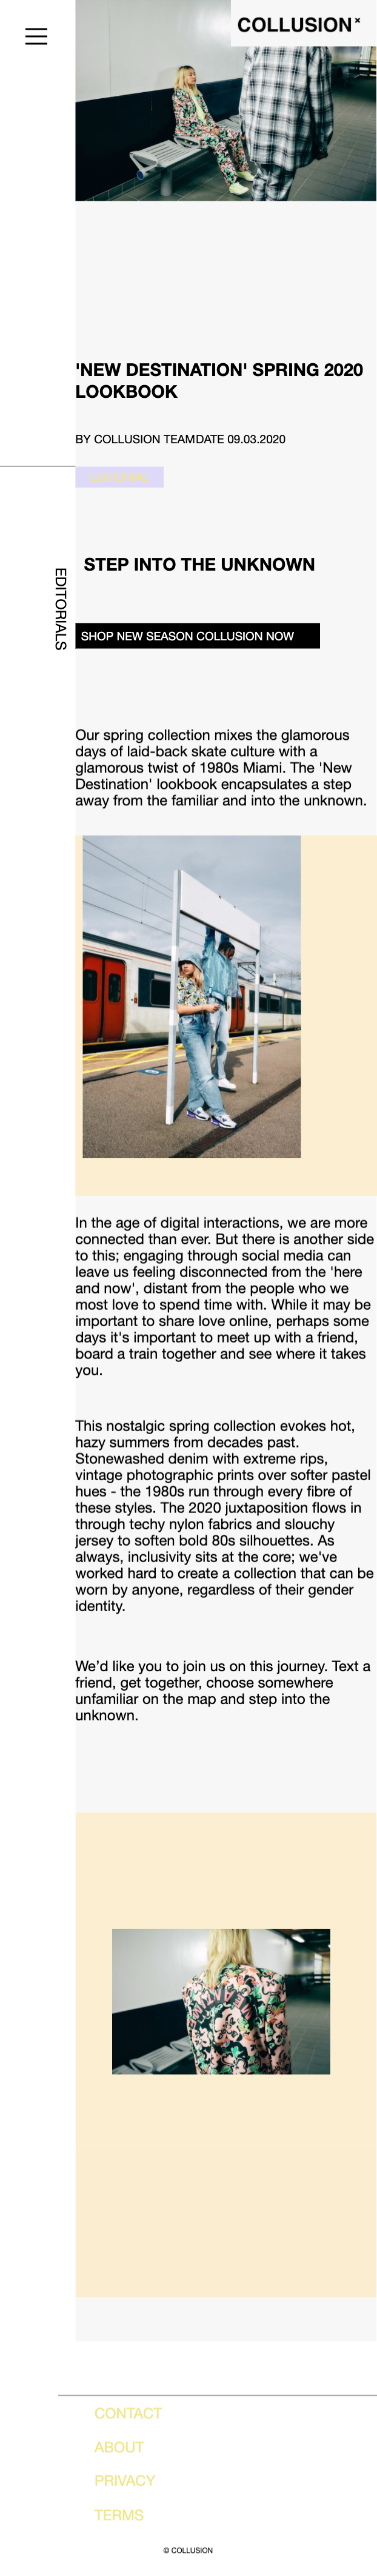 COLLUSION×
'NEW DESTINATION' SPRING 2020
LOOKBOOK
BY COLLUSION TEAMDATE 09.03.2020
EDITORIAL
STEP INTO THE UNKNOWN
EDITORIALS
SHOP NEW SEASON COLLUSION NOW
Our spring collection mixes the glamorous
days of laid-back skate culture with a
glamorous twist of 1980s Miami. The 'New
Destination' lookbook encapsulates a step
away from the familiar and into the unknown.
In the age of digital interactions, we are more
connected than ever. But there is another side
to this; engaging through social media can
leave us feeling disconnected from the 'here
and now', distant from the people who we
most love to spend time with. While it may be
important to share love online, perhaps some
days it's important to meet up with a friend,
board a train together and see where it takes
you.
This nostalgic spring collection evokes hot,
hazy summers from decades past.
Stonewashed denim with extreme rips,
vintage photographic prints over softer pastel
hues - the 1980s run through every fibre of
these styles. The 2020 juxtaposition flows in
through techy nylon fabrics and slouchy
jersey to soften bold 80s silhouettes. As
always, inclusivity sits at the core; we've
worked hard to create a collection that can be
worn by anyone, regardless of their gender
identity.
We'd like you to join us on this journey. Text a
friend, get together, choose somewhere
unfamiliar on the map and step into the
unknown.
CONTACT
ABOUT
PRIVACY
TERMS
© COLLUSION